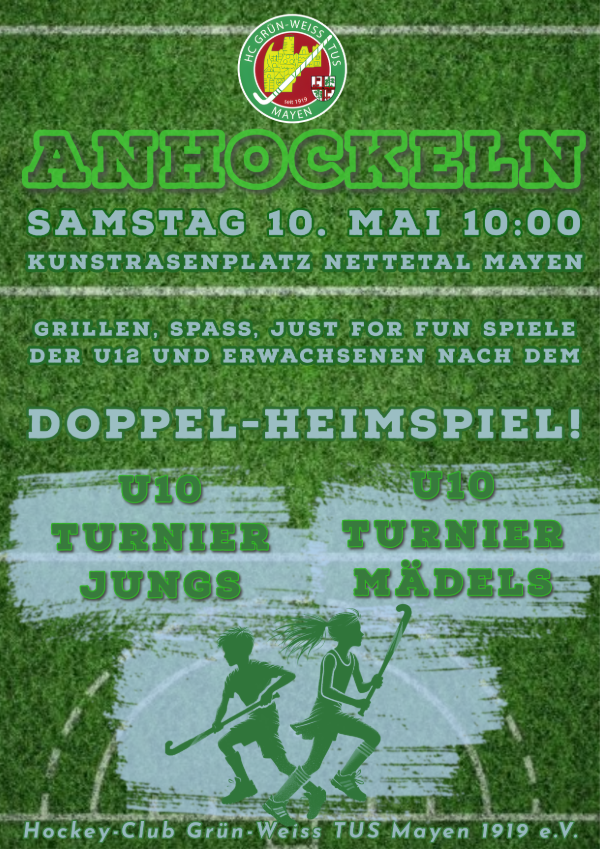 HC GRÜN-WEISS TUS
seit 1919
MAYEN
ANHOCKELN
SAMSTAG 10. MAI 10:00
KUNSTRASENPLATZ NETTETAL MAYEN
GRILLEN, SPASS, JUST FOR FUN SPIELE
DER U12 UND ERWACHSENEN NACH DEM
DOPPEL-HEIMSPIEL!
U10
TURNIER
JUNGS
U10
TURNIER
MÄDELS
Hockey-Club Grün-Weiss TUS Mayen 1919 e.V.